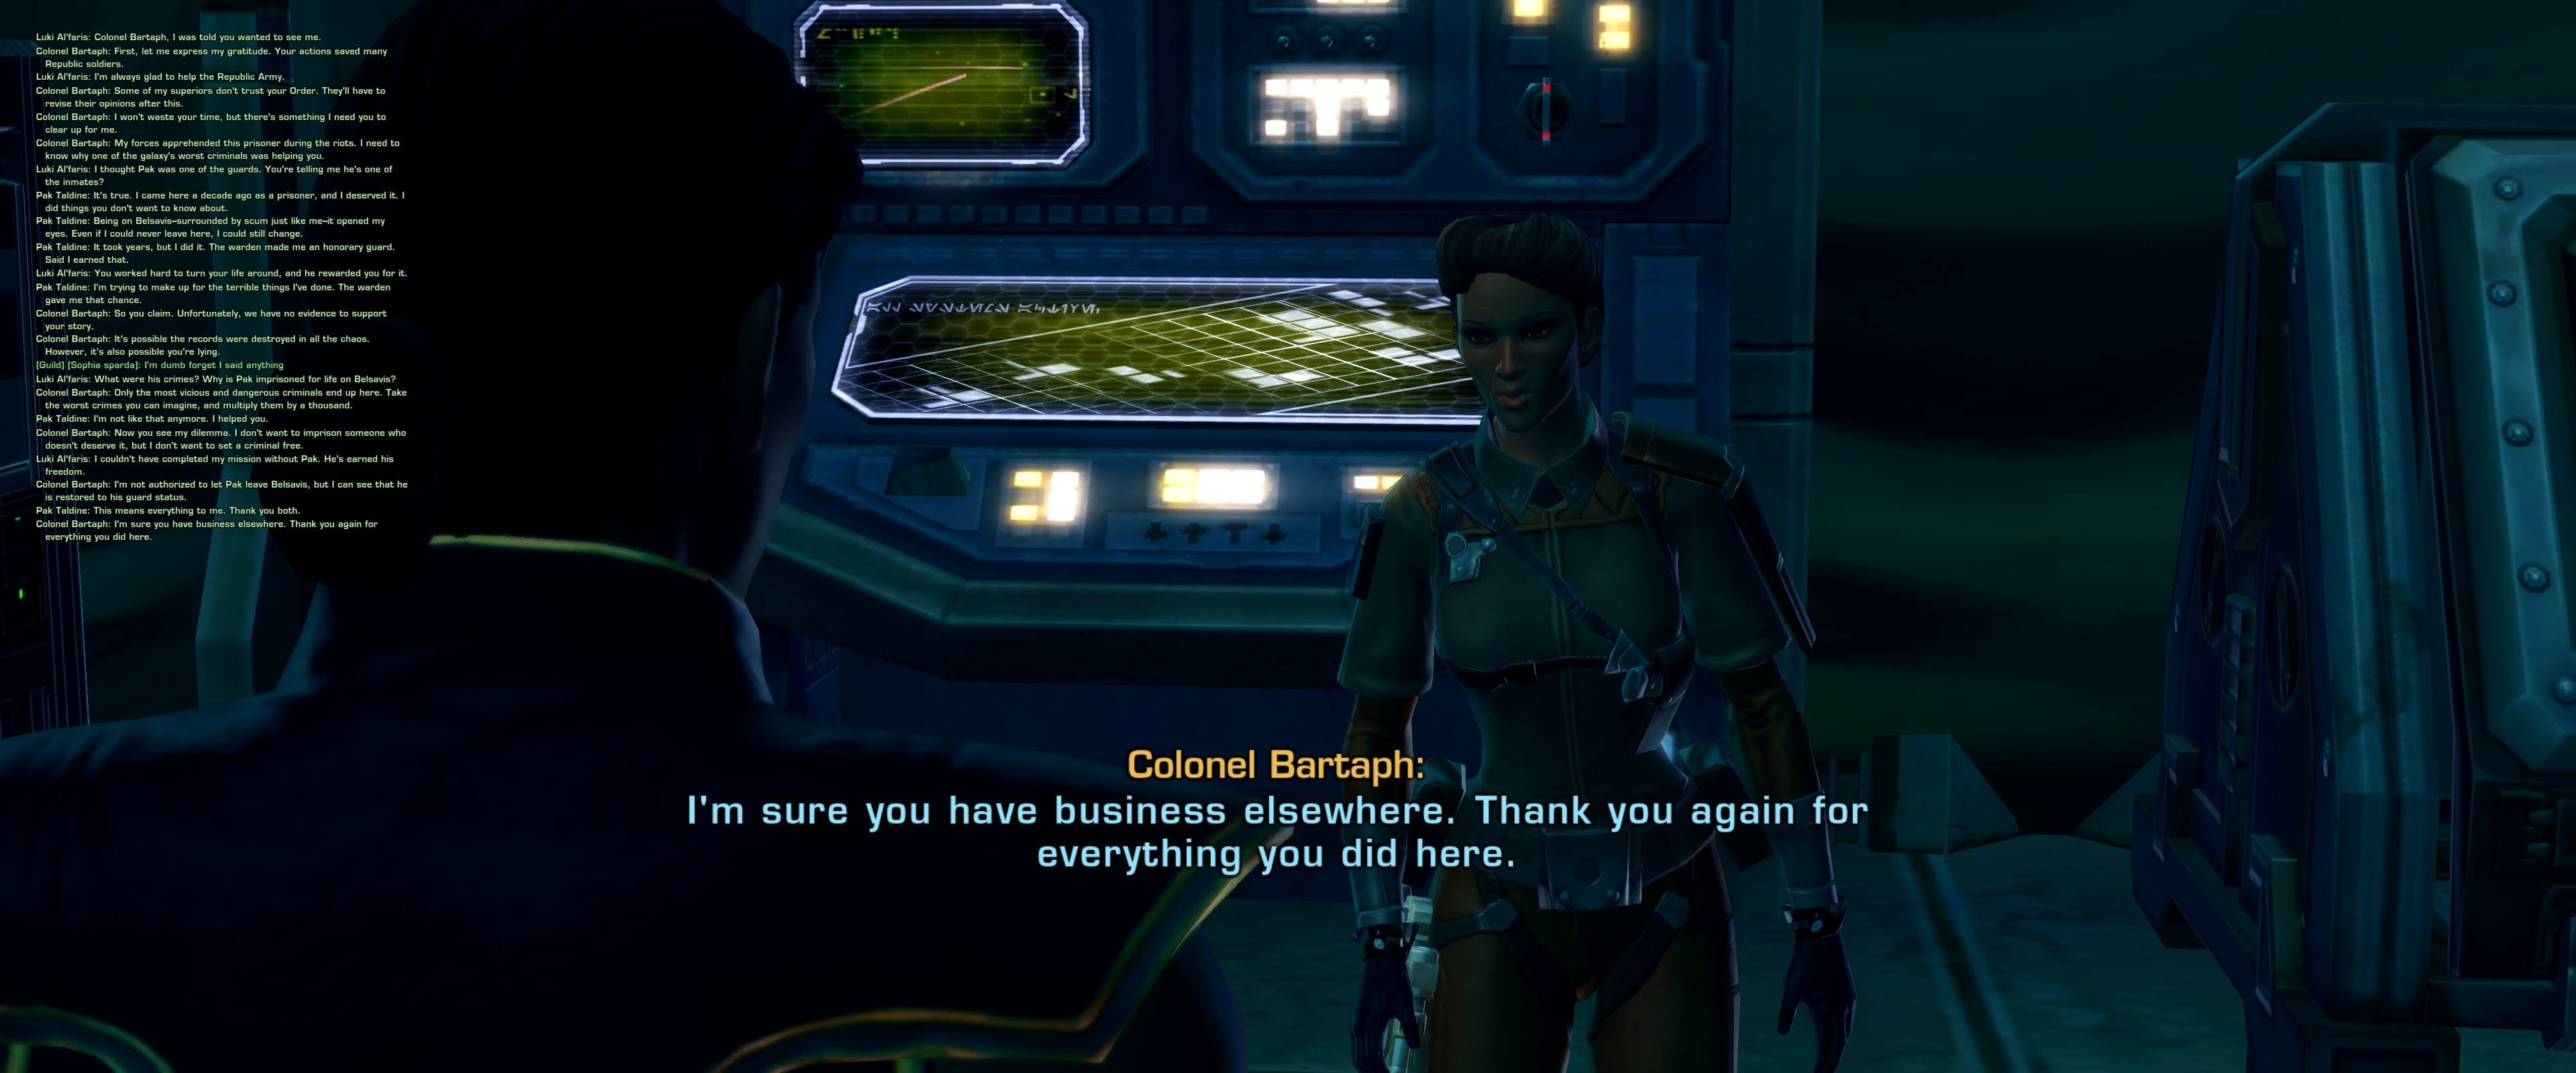 Luki Al'faris: Colonel Bartaph, I was told you wanted to see me.
Colonel Bartaph: First, let me express my gratitude. Your actions saved many
Republic soldiers.
Luki Al'faris: I'm always glad to help the Republic Army.
Colonel Bartaph: Some of my superiors don't trust your Order. They'll have to
revise their opinions after this.
Colonel Bartaph: I won't waste your time, but there's something I need you to
clear up for me.
Colonel Bartaph: My forces apprehended this prisoner during the riots. I need to
know why one of the galaxy's worst criminals was helping you.
Luki Al'faris: I thought Pak was one of the guards. You're telling me he's one of
the inmates?
Pak Taldine: It's true. I came here a decade ago as a prisoner, and I deserved it. I
did things you don't want to know about.
Pak Taldine: Being on Belsavis--surrounded by scum just like me--it opened my
eyes. Even if I could never leave here, I could still change.
Pak Taldine: It took years, but I did it. The warden made me an honorary guard.
Said I earned that.
Luki Al'faris: You worked hard to turn your life around, and he rewarded you for it.
Pak Taldine: I'm trying to make up for the terrible things I've done. The warden
gave me that chance.
Colonel Bartaph: So you claim. Unfortunately, we have no evidence to support
your story.
Colonel Bartaph: It's possible the records were destroyed in all the chaos.
However, it's also possible you're lying.
[Guild] [Sophia sparda]: I'm dumb forget I said anything
Luki Al'faris: What were his crimes? Why is Pak imprisoned for life on Belsavis?
Colonel Bartaph: Only the most vicious and dangerous criminals end up here. Take
the worst crimes you can imagine, and multiply them by a thousand.
Pak Taldine: I'm not like that anymore. I helped you.
Colonel Bartaph: Now you see my dilemma. I don't want to imprison someone who
doesn't deserve it, but I don't want to set a criminal free.
Luki Al'faris: I couldn't have completed my mission without Pak. He's earned his
freedom.
Colonel Bartaph: I'm not authorized to let Pak leave Belsavis, but I can see that he
is restored to his guard status.
Pak Taldine: This means everything to me. Thank you both.
Colonel Bartaph: I'm sure you have business elsewhere. Thank you again for
everything you did here.
Colonel Bartaph:
I'm sure you have business elsewhere. Thank you again for
everything you did here.